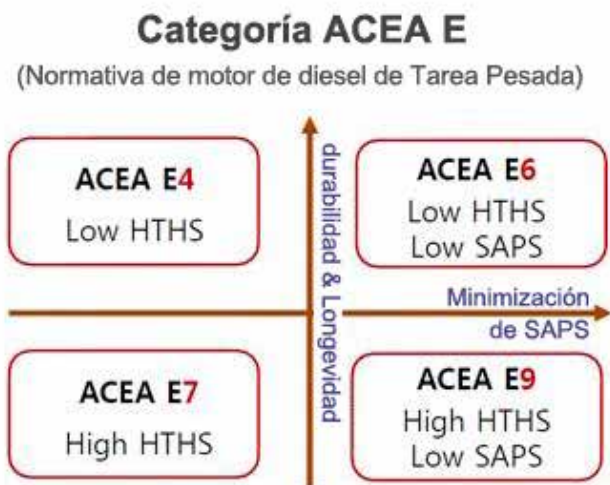 Categoría ACEA E
(Normativa de motor de diesel de Tarea Pesada)
ACEA E4
Low HTHS
durabilidad & Longevidad
ACEA E6
Low HTHS
Low SAPS
Minimización
de SAPS
ACEA E7
High HTHS
ACEA E9
High HTHS
Low SAPS